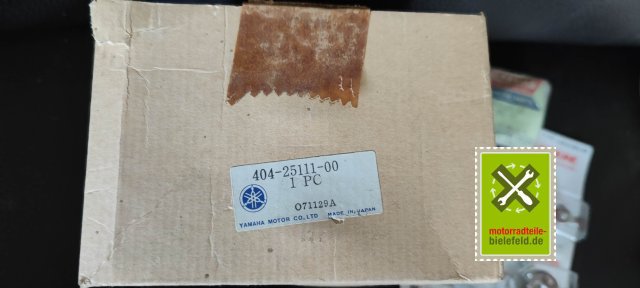 404-25111-00
1 PC
O71129A
YAMAHA MOTOR CO., LTD MADE IN JAPAN
motorradteile-
bielefeld.de